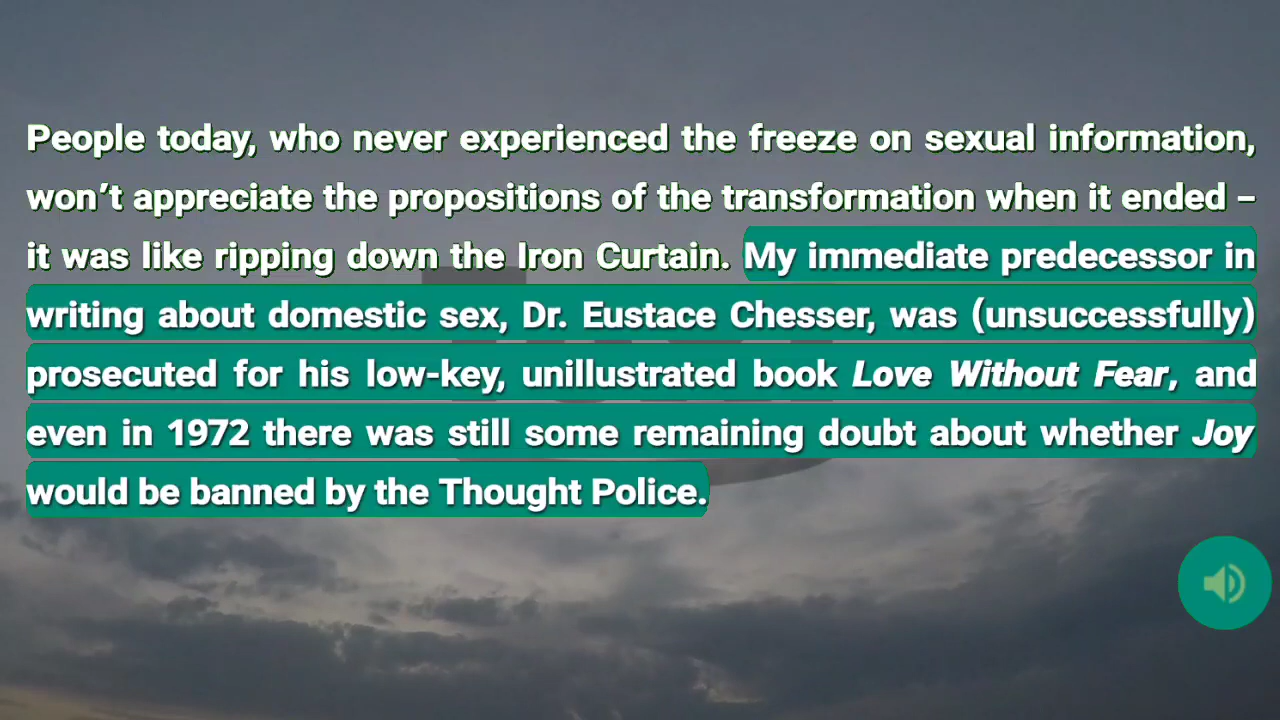 People today, who never experienced the freeze on sexual information,
won’t appreciate the propositions of the transformation when it ended –
it was like ripping down the Iron Curtain. My immediate predecessor in
writing about domestic sex, Dr. Eustace Chesser, was (unsuccessfully)
prosecuted for his low-key, unillustrated book Love Without Fear, and
even in 1972 there was still some remaining doubt about whether Joy
would be banned by the Thought Police.